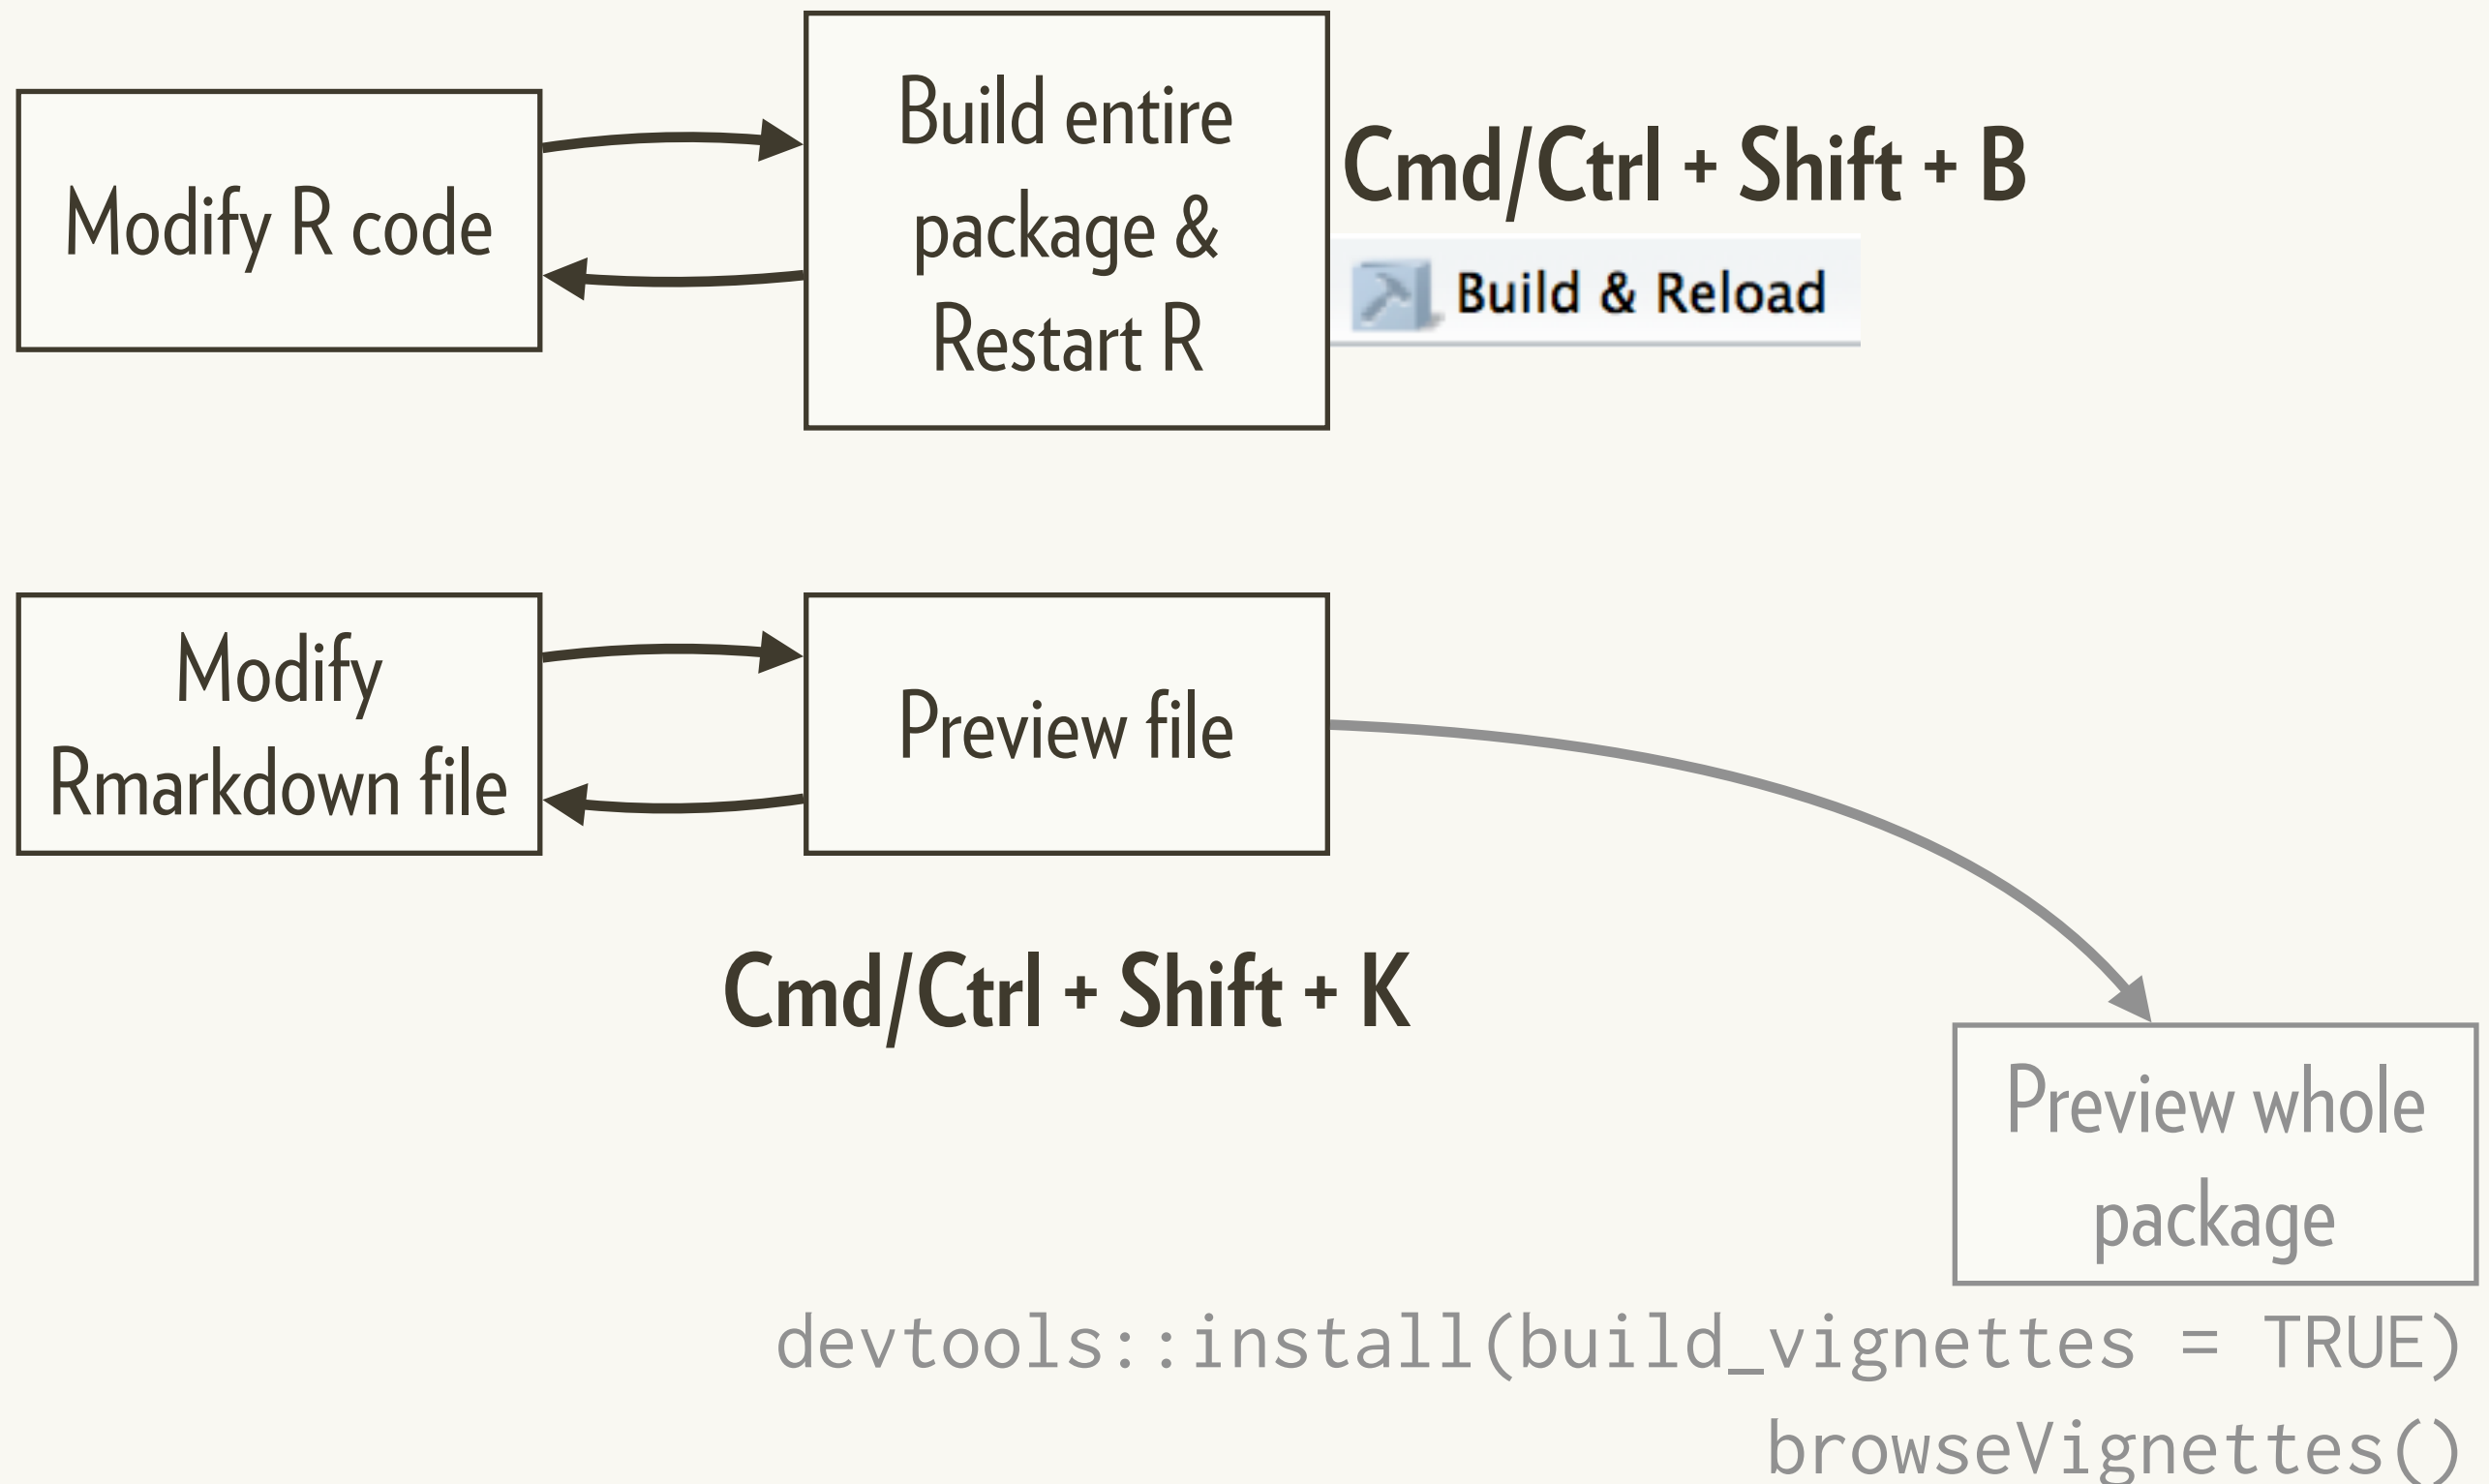 Modify R code
Build entire
package &
Restart R
Cmd/Ctrl + Shift + B
Build & Reload
Modify
Rmarkdown file
Preview file
Cmd/Ctrl + Shift + K
Preview whole
package
devtools::install(build_vignettes = TRUE)
browseVignettes()